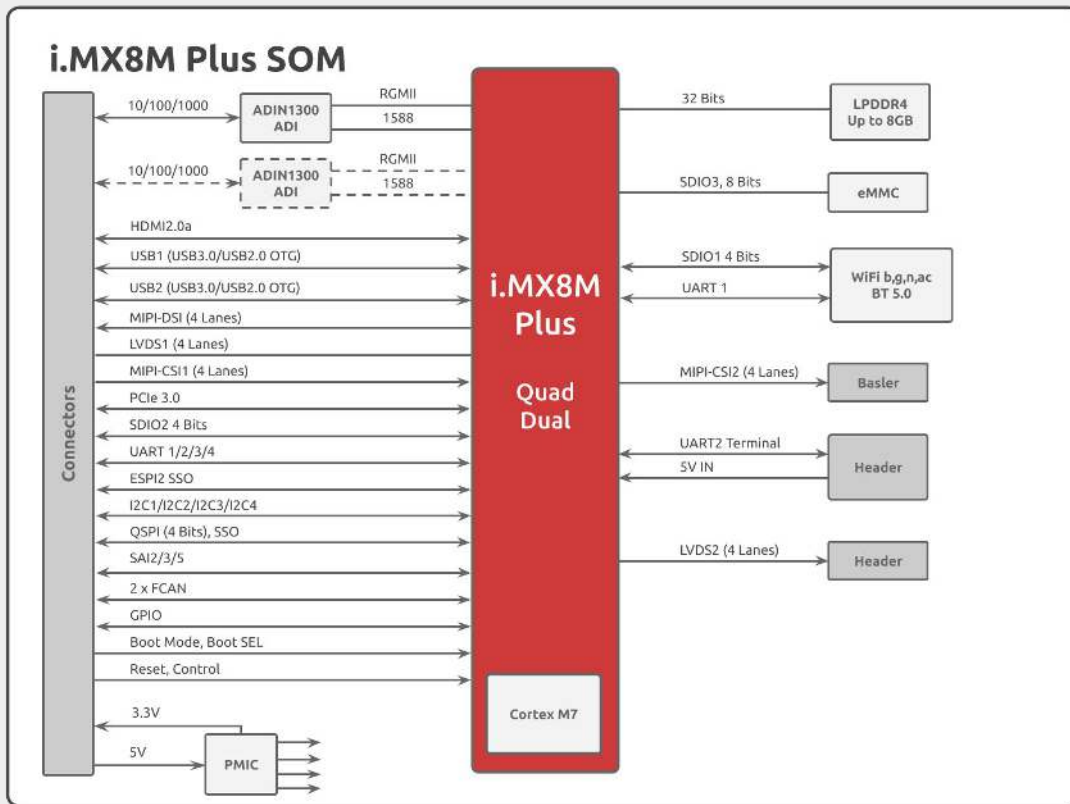 i.MX8M Plus SOM
Connectors
10/100/1000
ADIN1300
ADI
RGMII
1588
10/100/1000
ADIN1300
ADI
RGMII
1588
HDMI2.0a
USB1 (USB3.0/USB2.0 OTG)
USB2 (USB3.0/USB2.0 OTG)
MIPI-DSI (4 Lanes)
LVDS1 (4 Lanes)
MIPI-CSI1 (4 Lanes)
PCIe 3.0
SDIO2 4 Bits
UART 1/2/3/4
ESPI2 SSO
I2C1/I2C2/I2C3/I2C4
QSPI (4 Bits), SSO
SAI2/3/5
2 x FCAN
GPIO
Boot Mode, Boot SEL
Reset, Control
3.3V
5V
PMIC
i.MX8M
Plus
Quad
Dual
Cortex M7
32 Bits
LPDDR4
Up to 8GB
SDIO3, 8 Bits
eMMC
SDIO1 4 Bits
UART 1
WiFi b,g,n,ac
BT 5.0
MIPI-CSI2 (4 Lanes)
Basler
UART2 Terminal
5V IN
Header
LVDS2 (4 Lanes)
Header